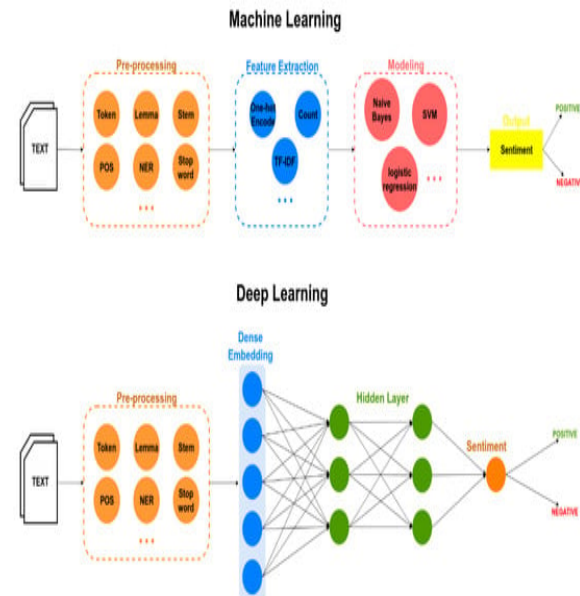 Machine Learning
Pre-processing
Feature Extraction
Modeling
Token
Lemma
Stem
One-hot
Encode
Count
Naive
Bayes
SVM
POSITIVE
Output
TEXT
Sentiment
POS
NER
Stop
word
TF-IDF
logistic
regression
...
...
...
NEGATIVE
Deep Learning
Dense
Embedding
Pre-processing
Hidden Layer
Token
Lemma
Stem
Sentiment
POSITIVE
TEXT
POS
NER
Stop
word
...
NEGATIVE